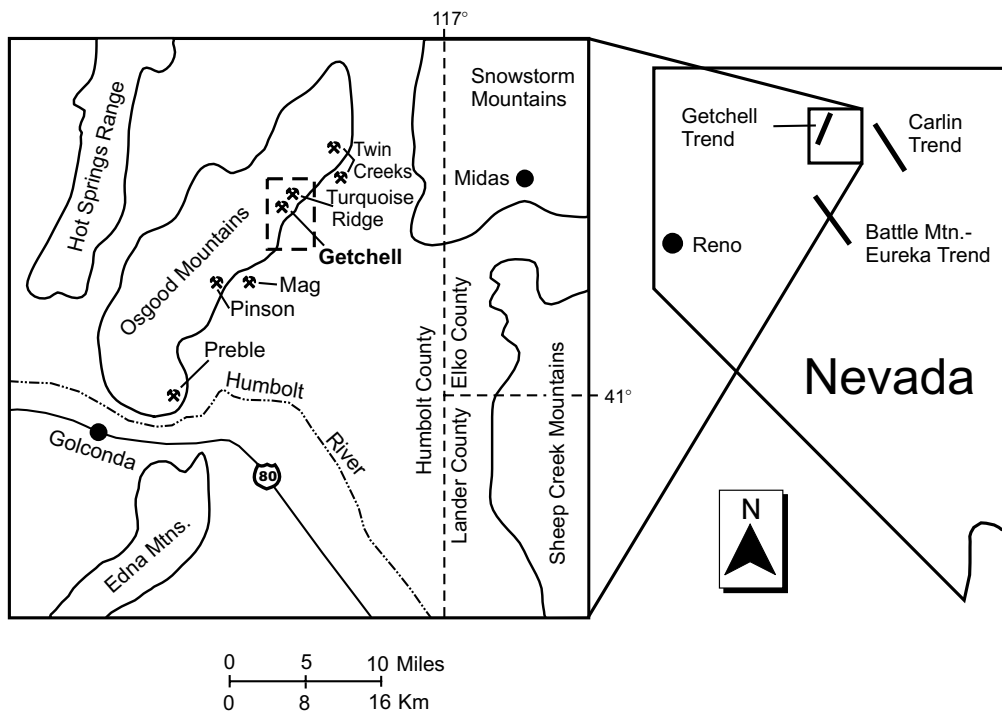 117°
Hot Springs Range
Snowstorm
Mountains
Twin
Creeks
Midas
Turquoise
Ridge
Getchell
Osgood Mountains
Mag
Pinson
Preble
Humbolt
River
Golconda
80
Edna Mtns.
Humbolt County
Elko County
Lander County
41°
Sheep Creek Mountains
Getchell
Trend
Carlin
Trend
Battle Mtn.-
Eureka Trend
Reno
Nevada
N
0 5 10 Miles
0 8 16 Km